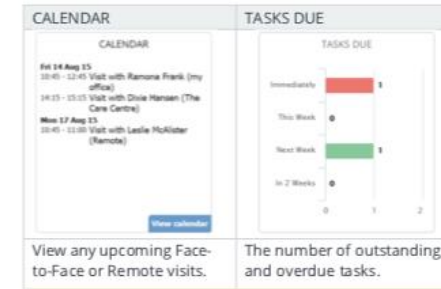 CALENDAR
TASKS DUE
CALENDAR
Fri 14 Aug 15
10:45 - 12:45 Visit with Ramona Frank (my
office)
14:15 - 15:15 Visit with Dixie Hansen (The
Care Centre)
Mon 17 Aug 15
10:45 - 11:00 Visit with Leslie McAlister
(Remote)
View calendar
TASKS DUE
Immediately 1
This Week 0
Next Week 1
In 2 Weeks 0
0 1 2
View any upcoming Face-
to-Face or Remote visits.
The number of outstanding
and overdue tasks.